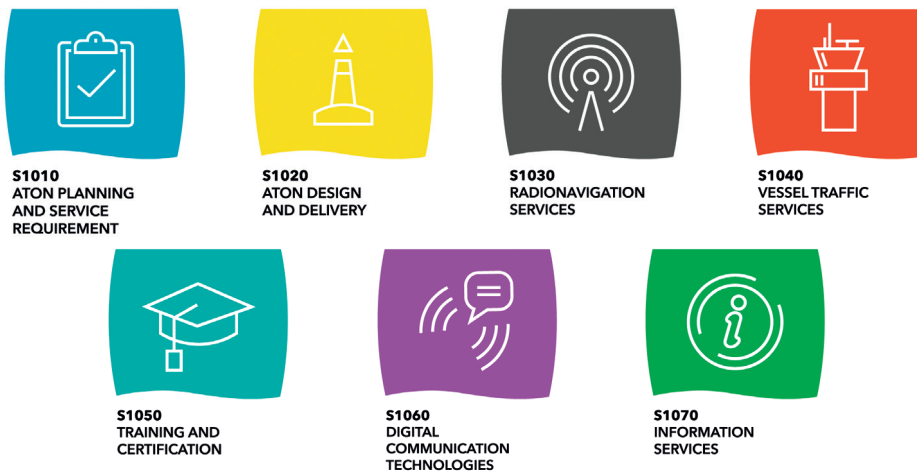 S1010
ATON PLANNING
AND SERVICE
REQUIREMENT
S1020
ATON DESIGN
AND DELIVERY
S1030
RADIONAVIGATION
SERVICES
S1040
VESSEL TRAFFIC
SERVICES
S1050
TRAINING AND
CERTIFICATION
S1060
DIGITAL
COMMUNICATION
TECHNOLOGIES
S1070
INFORMATION
SERVICES